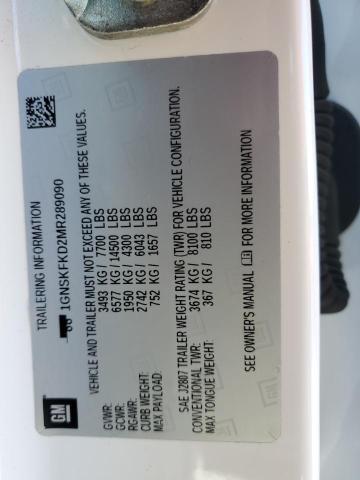 GM
TRAILERING INFORMATION
1GNSKFKD2MR289090
VEHICLE AND TRAILER MUST NOT EXCEED ANY OF THESE VALUES.
GVWR: 3493 KG/ 7700 LBS
GCWR: 6577 KG/14500 LBS
RGAWR: 1950 KG/ 4300 LBS
CURB WEIGHT: 2742 KG/ 6043 LBS
MAX PAYLOAD: 752 KG/ 1657 LBS
SAE J2807 TRAILER WEIGHT RATING (TWR) FOR VEHICLE CONFIGURATION.
CONVENTIONAL TWR: 3674 KG/ 8100 LBS
MAX TONGUE WEIGHT: 367 KG/ 810 LBS
SEE OWNER'S MANUAL FOR MORE INFORMATION